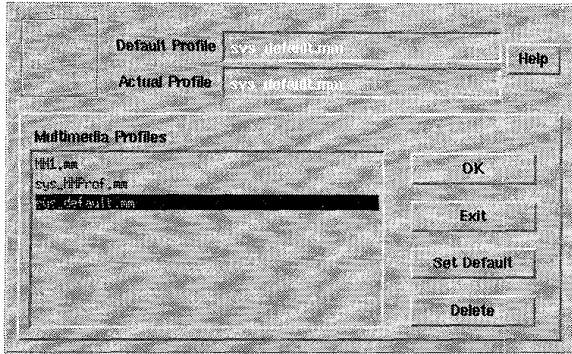 Default Profile sys_default.mm
Help
Actual Profile sys_default.mm
Multimedia Profiles
MM1.mm
sys_MMProf.mm
sys_default.mm
OK
Exit
Set Default
Delete